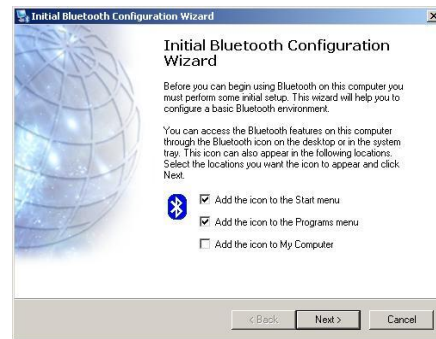 Initial Bluetooth Configuration Wizard
Initial Bluetooth Configuration
Wizard
Before you can begin using Bluetooth on this computer you
must perform some initial setup. This wizard will help you to
configure a basic Bluetooth environment.
You can access the Bluetooth features on this computer
through the Bluetooth icon on the desktop or in the system
tray. This icon can also appear in the following locations.
Select the locations you want the icon to appear and click
Next.
Add the icon to the Start menu
Add the icon to the Programs menu
Add the icon to My Computer
< Back Next > Cancel